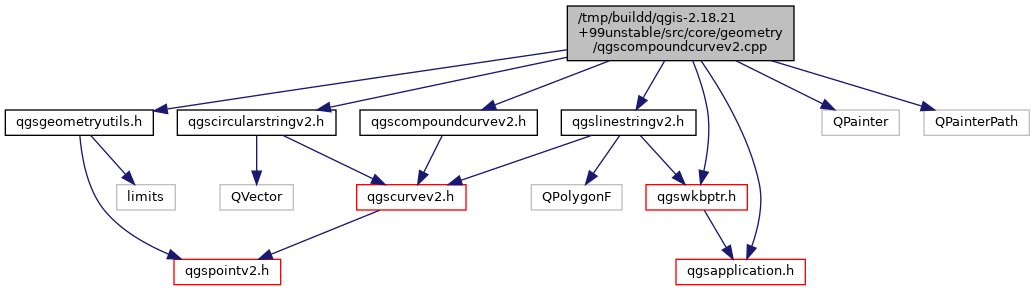 /tmp/buildd/qgis-2.18.21
+99unstable/src/core/geometry
/qgscompoundcurvev2.cpp
qgsgeometryutils.h
qgscircularstringv2.h
qgscompoundcurvev2.h
qgslinestringv2.h
QPainter
QPainterPath
limits
QVector
qgscurvev2.h
QPolygonF
qgswkbptr.h
qgspointv2.h
qgsapplication.h